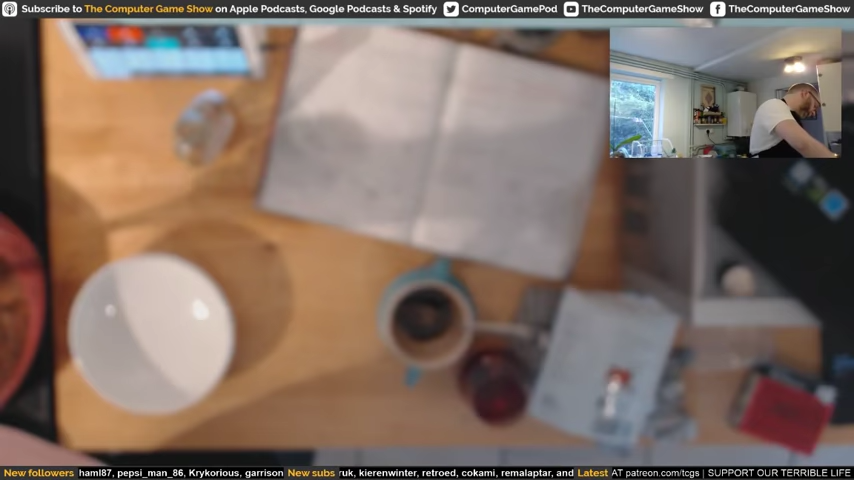 Subscribe to The Computer Game Show on Apple Podcasts, Google Podcasts & Spotify ComputerGamePod TheComputerGameShow TheComputerGameShow
New followers haml87, pepsi_man_86, Krykorious, garrison New subs ruk, kierenwinter, retroed, cokami, remalaptar, and Latest AT patreon.com/tcgs | SUPPORT OUR TERRIBLE LIFE